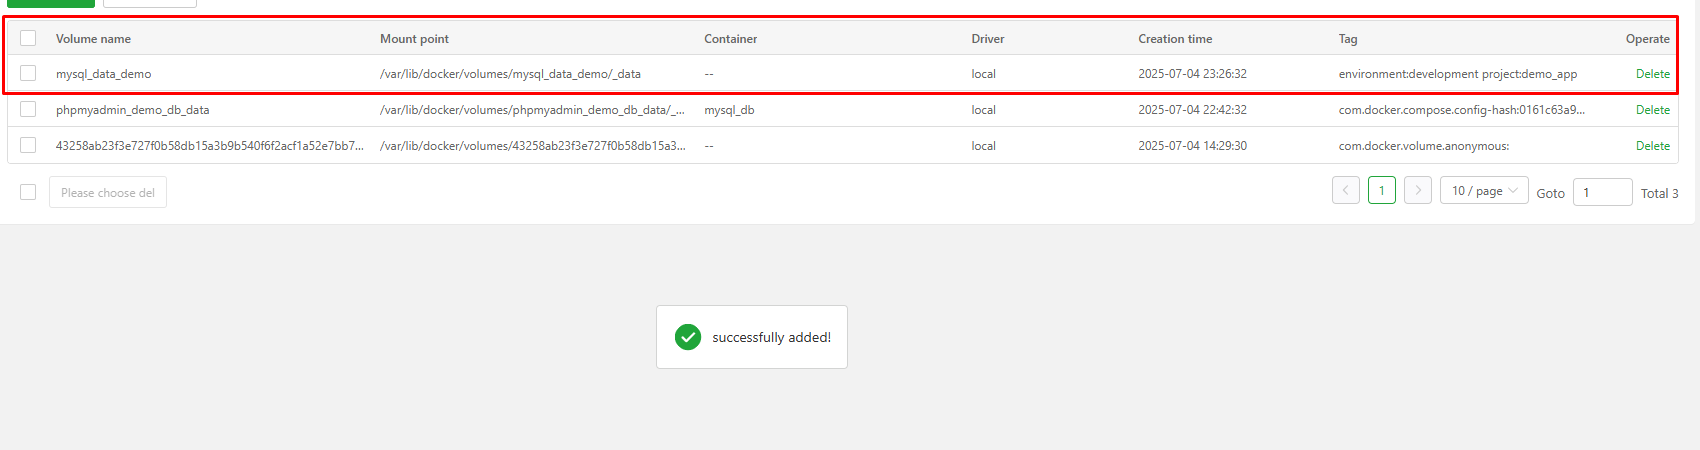 Volume name Mount point Container Driver Creation time Tag Operate
mysql_data_demo /var/lib/docker/volumes/mysql_data_demo/_data -- local 2025-07-04 23:26:32 environment:development project:demo_app Delete
phpmyadmin_demo_db_data /var/lib/docker/volumes/phpmyadmin_demo_db_data/_... mysql_db local 2025-07-04 22:42:32 com.docker.compose.config-hash:0161c63a9... Delete
43258ab23f3e727f0b58db15a3b9b540f6f2acf1a52e7bb7... /var/lib/docker/volumes/43258ab23f3e727f0b58db15a3... -- local 2025-07-04 14:29:30 com.docker.volume.anonymous: Delete
Please choose del 1 10 / page Goto 1 Total 3
successfully added!